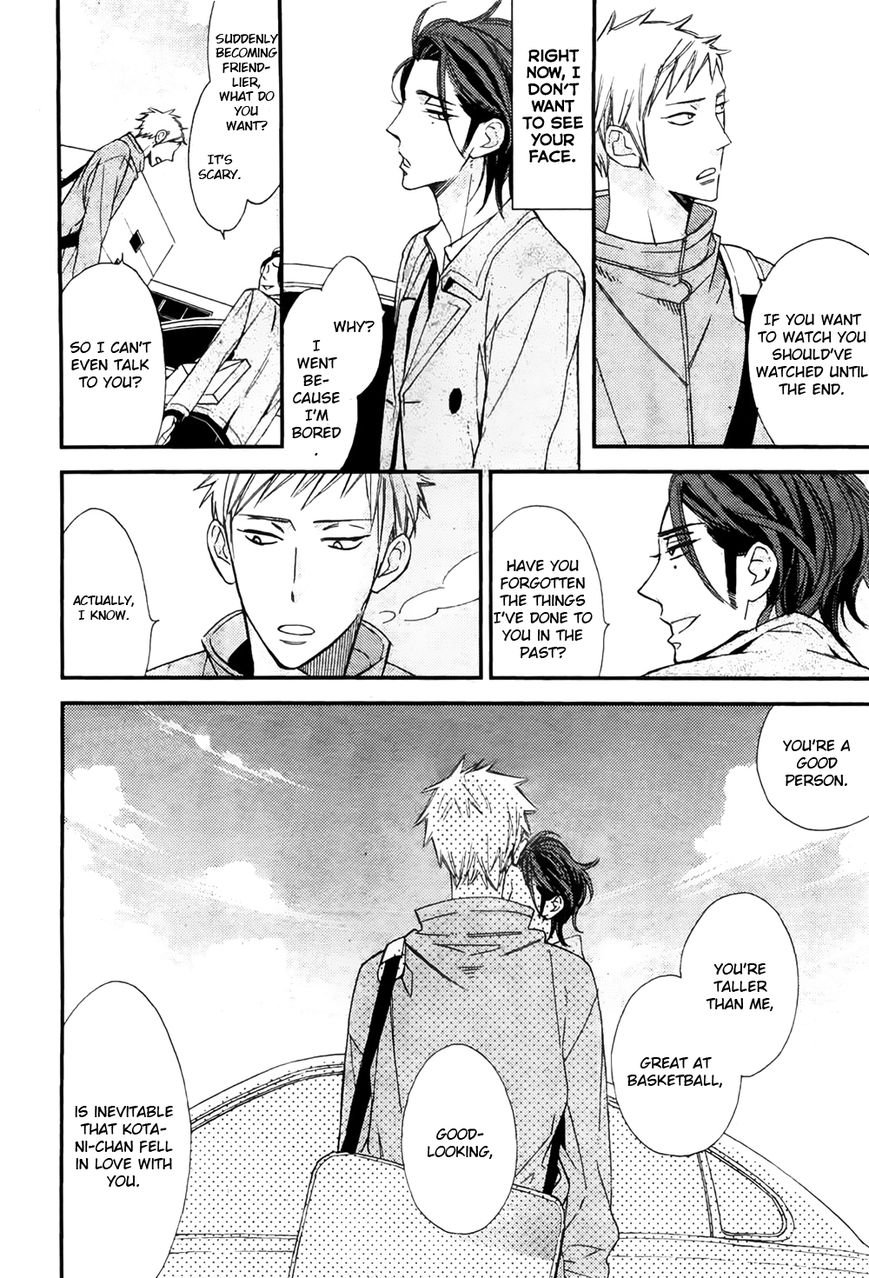 IF YOU WANT
TO WATCH YOU
SHOULD'VE
WATCHED UNTIL
THE END.
RIGHT
NOW, I
DON'T
WANT
TO SEE
YOUR
FACE.
WHY?
I
WENT
BE-
CAUSE
I'M
BORED
.
SUDDENLY
BECOMING
FRIEND-
LIER,
WHAT DO
YOU
WANT?
IT'S
SCARY.
SO I CAN'T
EVEN TALK
TO YOU?
HAVE YOU
FORGOTTEN
THE THINGS
I'VE DONE TO
YOU IN THE
PAST?
ACTUALLY,
I KNOW.
YOU'RE A
GOOD
PERSON.
YOU'RE
TALLER
THAN ME,
GREAT AT
BASKETBALL,
GOOD-
LOOKING,
IS INEVITABLE
THAT KOTA-
NI-CHAN FELL
IN LOVE WITH
YOU.